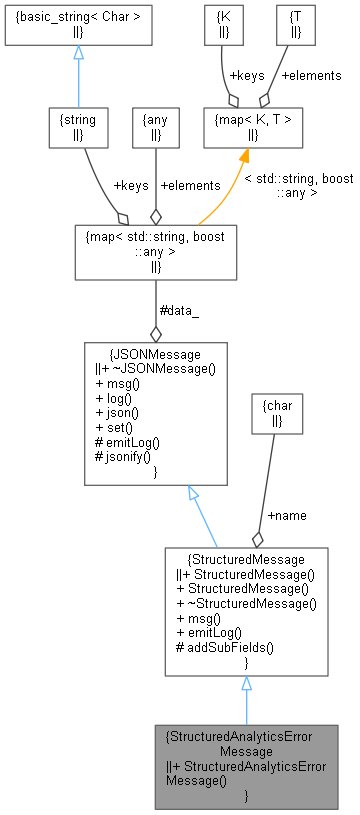 {basic_string< Char >
||}
{K
||}
{T
||}
+keys
+elements
{string
||}
{any
||}
{map< K, T >
||}
+keys
+elements
< std::string, boost
::any >
{map< std::string, boost
::any >
||}
#data_
{JSONMessage
||+ ~JSONMessage()
+ msg()
+ log()
+ json()
+ set()
# emitLog()
# jsonify()
}
{char
||}
+name
{StructuredMessage
||+ StructuredMessage()
+ StructuredMessage()
+ ~StructuredMessage()
+ msg()
+ emitLog()
# addSubFields()
}
{StructuredAnalyticsError
Message
||+ StructuredAnalyticsError
Message()
}